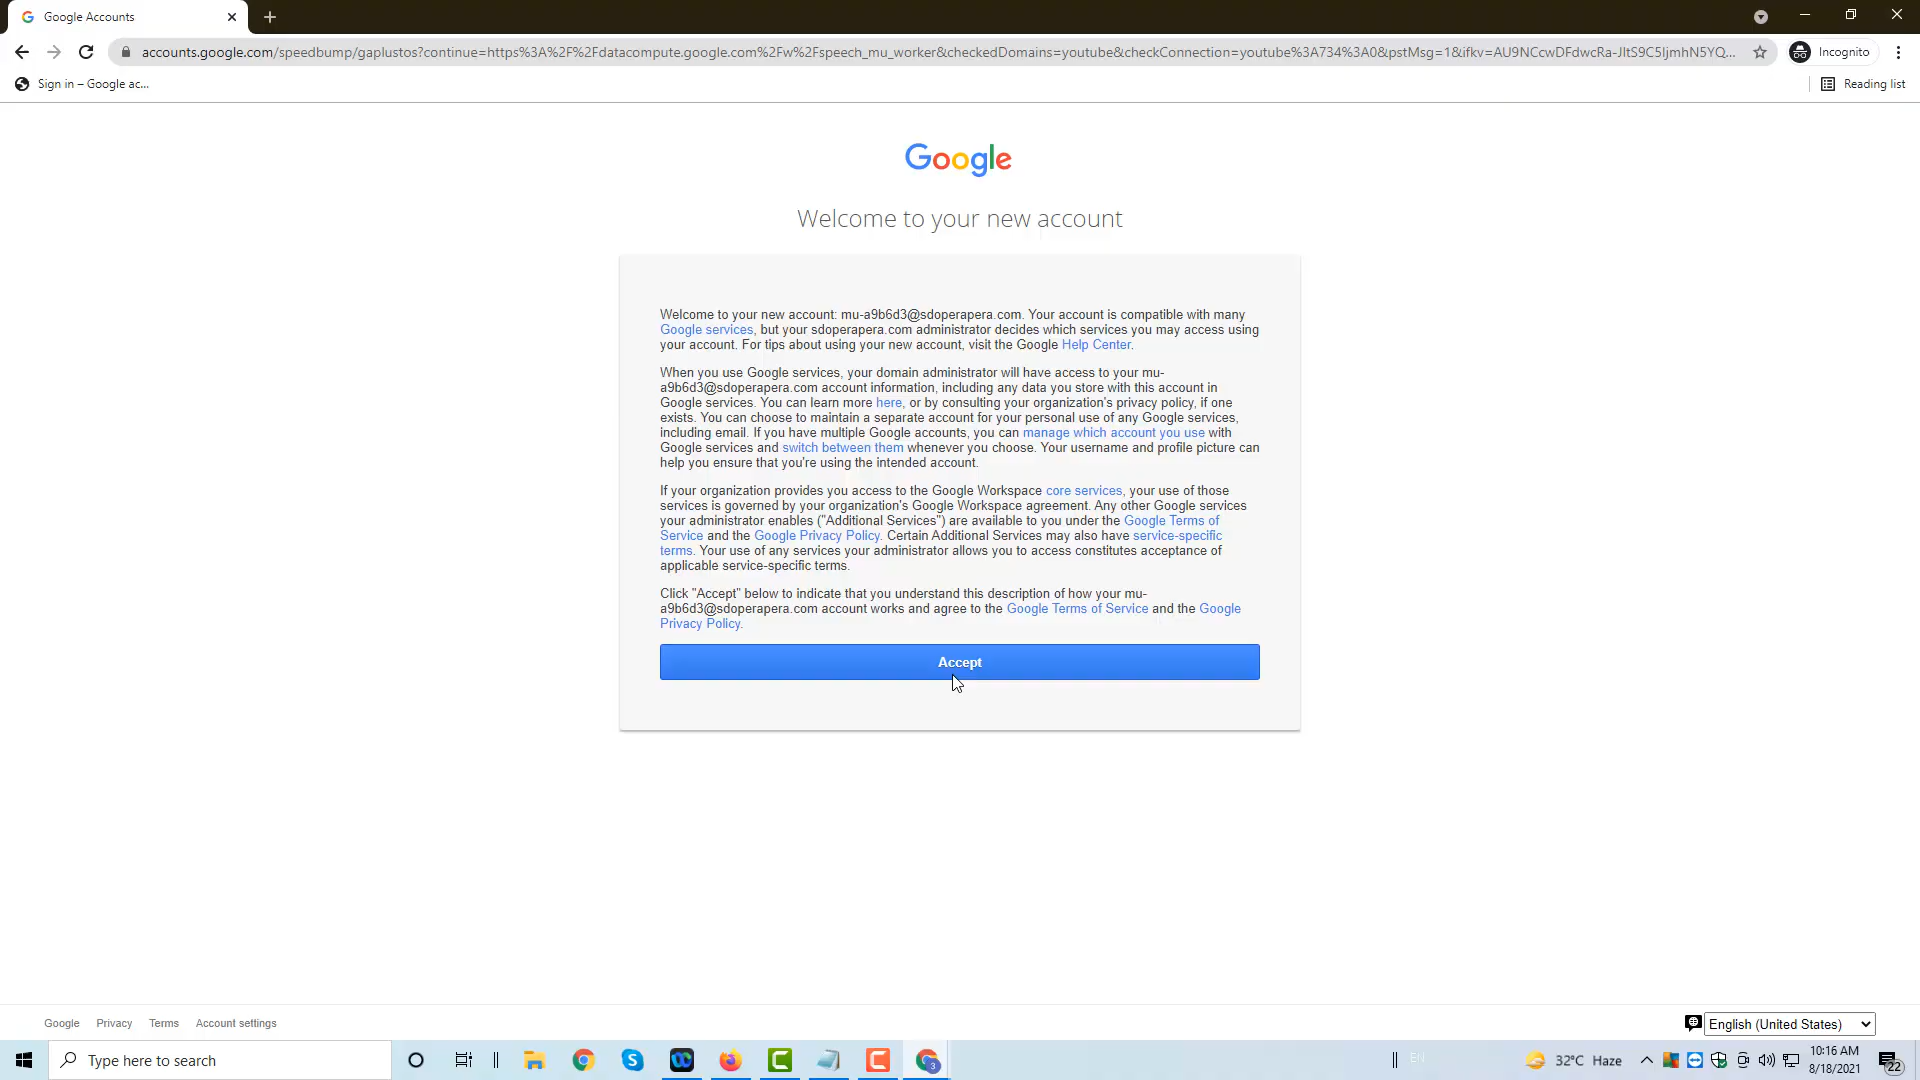 Google Accounts
accounts.google.com/speedbump/gaplustos?continue=https%3A%2F%2Fdatacompute.google.com%2Fw%2Fspeech_mu_worker&checkedDomains=youtube&checkConnection=youtube%3A734%3A0&pstMsg=1&ifkv=AU9NCcwDFdwcRa-JltS9C5IjmhN5YQ...
Incognito
Sign in – Google ac...
Reading list
Google
Welcome to your new account
Welcome to your new account: mu-a9b6d3@sdoperapera.com. Your account is compatible with many
Google services, but your sdoperapera.com administrator decides which services you may access using
your account. For tips about using your new account, visit the Google Help Center.
When you use Google services, your domain administrator will have access to your mu-
a9b6d3@sdoperapera.com account information, including any data you store with this account in
Google services. You can learn more here, or by consulting your organization's privacy policy, if one
exists. You can choose to maintain a separate account for your personal use of any Google services,
including email. If you have multiple Google accounts, you can manage which account you use with
Google services and switch between them whenever you choose. Your username and profile picture can
help you ensure that you're using the intended account.
If your organization provides you access to the Google Workspace core services, your use of those
services is governed by your organization's Google Workspace agreement. Any other Google services
your administrator enables ("Additional Services") are available to you under the Google Terms of
Service and the Google Privacy Policy. Certain Additional Services may also have service-specific
terms. Your use of any services your administrator allows you to access constitutes acceptance of
applicable service-specific terms.
Click "Accept" below to indicate that you understand this description of how your mu-
a9b6d3@sdoperapera.com account works and agree to the Google Terms of Service and the Google
Privacy Policy.
Accept
Google Privacy Terms Account settings
English (United States)
Type here to search
3
EN
32°C Haze
10:16 AM
8/18/2021
22